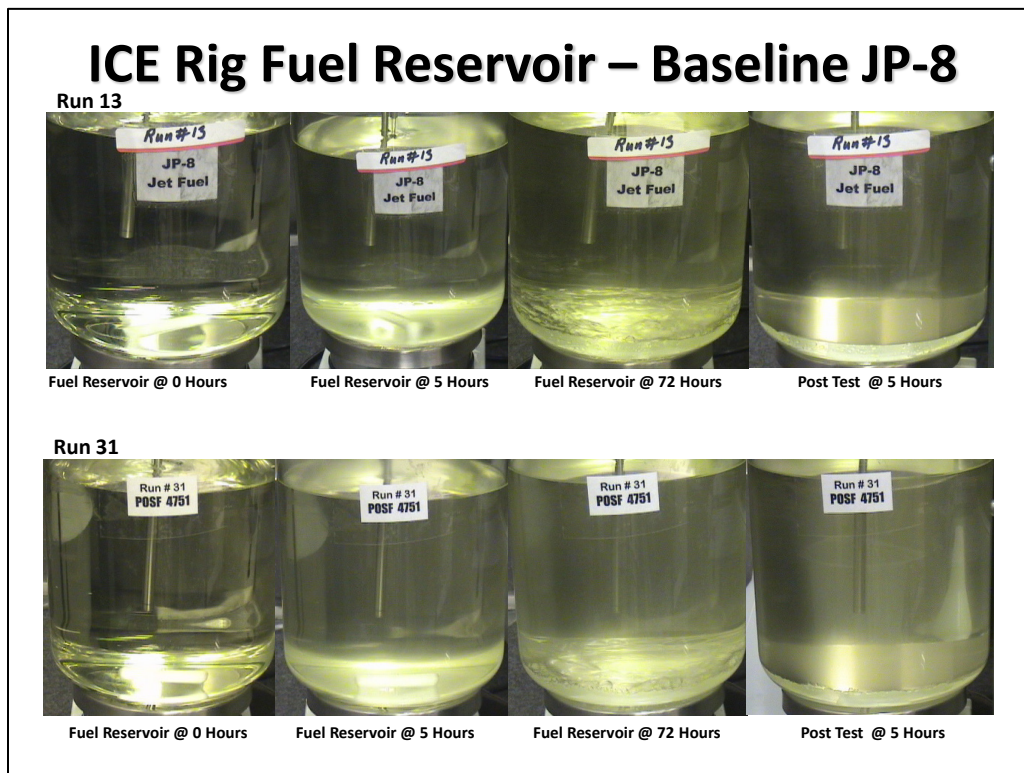 ICE Rig Fuel Reservoir – Baseline JP-8
Run 13
Run#13
JP-8
Jet Fuel
Run#13
JP-8
Jet Fuel
Run#13
JP-8
Jet Fuel
Run#13
JP-8
Jet Fuel
Fuel Reservoir @ 0 Hours
Fuel Reservoir @ 5 Hours
Fuel Reservoir @ 72 Hours
Post Test @ 5 Hours
Run 31
Run # 31
POSF 4751
Run # 31
POSF 4751
Run # 31
POSF 4751
Run # 31
POSF 4751
Fuel Reservoir @ 0 Hours
Fuel Reservoir @ 5 Hours
Fuel Reservoir @ 72 Hours
Post Test @ 5 Hours